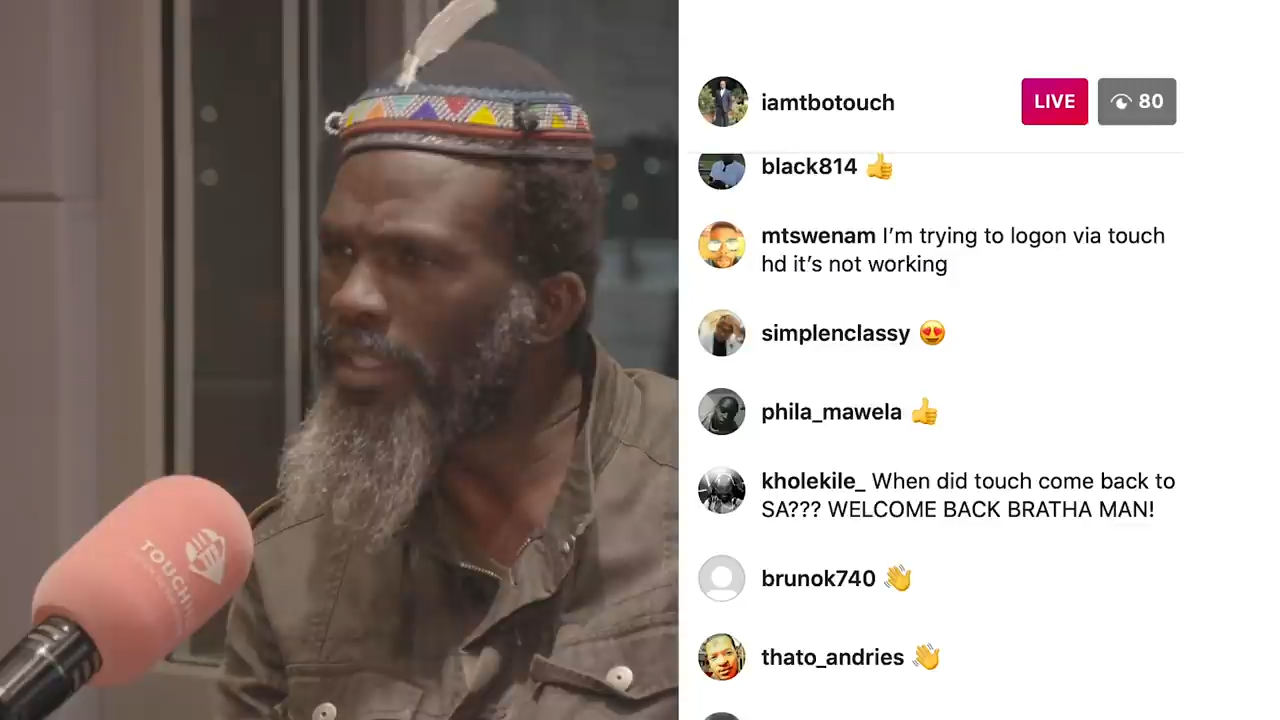 iamtbotouch
LIVE
80
black814 👍
mtswenam I’m trying to logon via touch
hd it’s not working
simplenclassy 😍
phila_mawela 👍
kholekile_ When did touch come back to
SA??? WELCOME BACK BRATHA MAN!
brunok740 👋
thato_andries 👋
TOUCHH